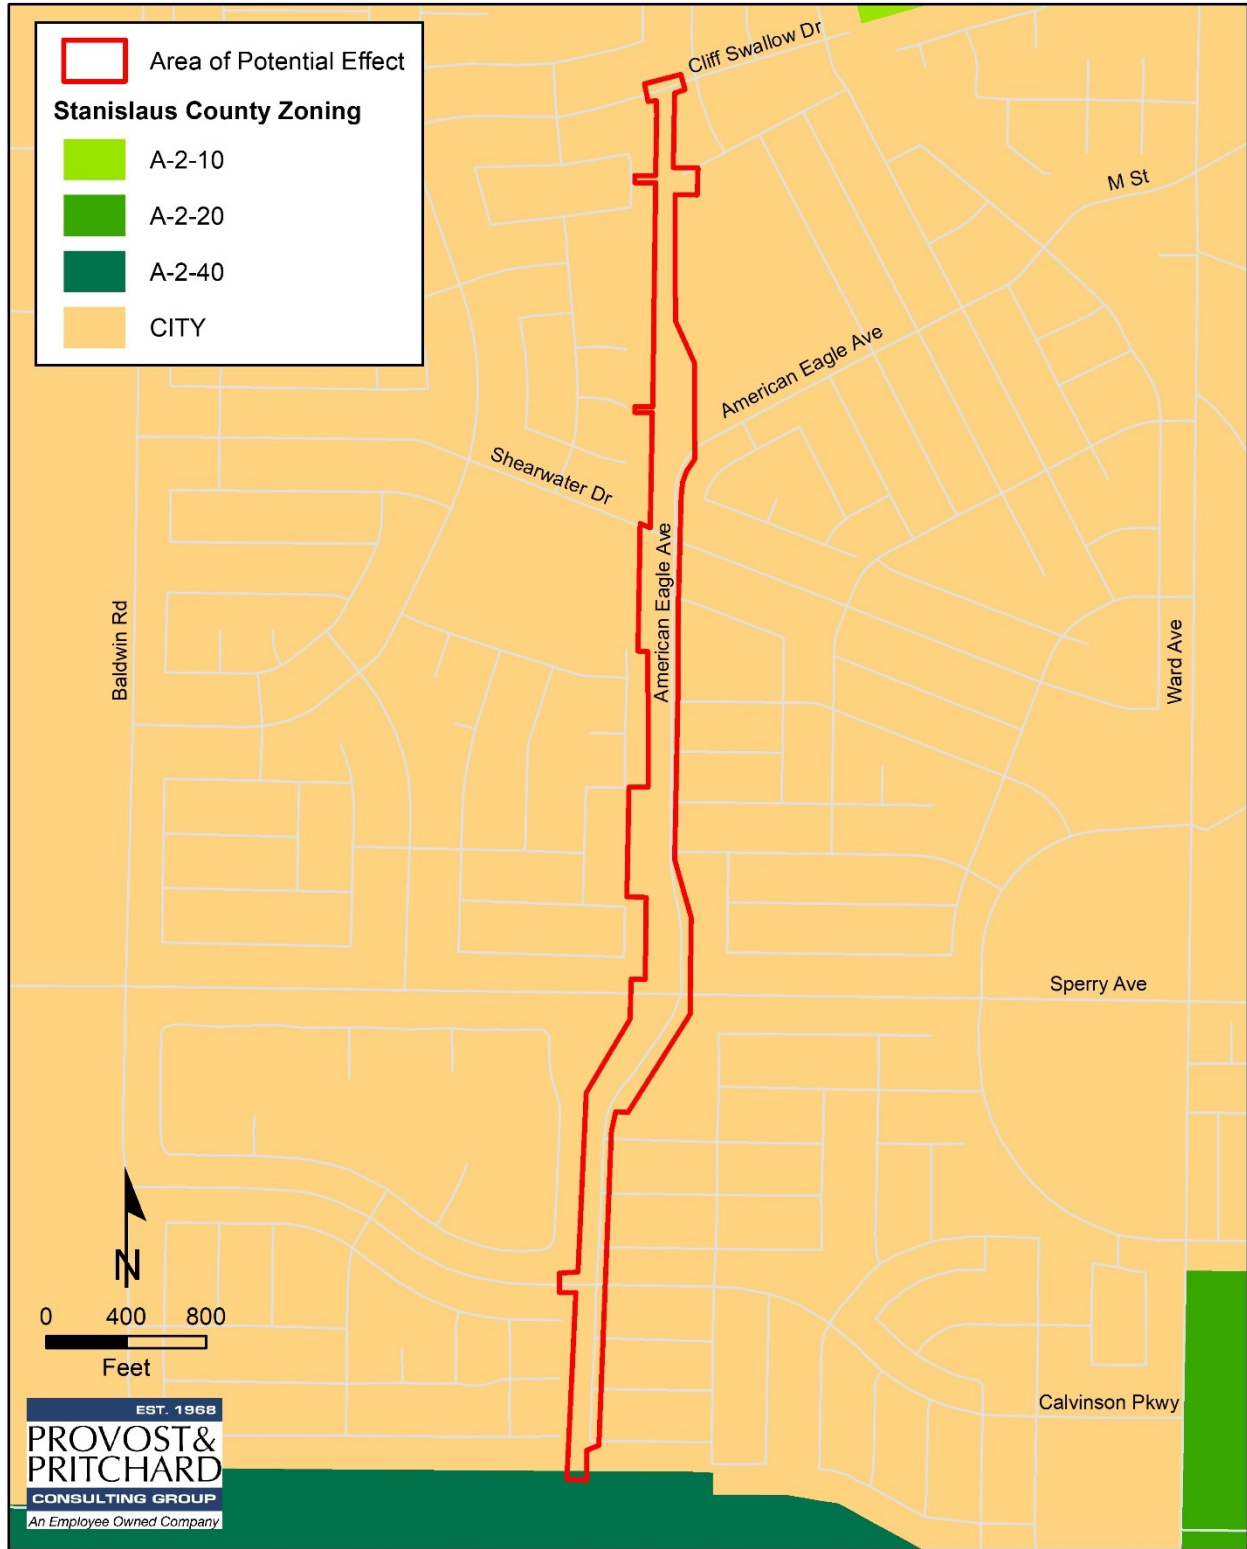 Area of Potential Effect
Stanislaus County Zoning
A-2-10
A-2-20
A-2-40
CITY
Cliff Swallow Dr
M St
American Eagle Ave
Shearwater Dr
American Eagle Ave
Baldwin Rd
Ward Ave
Sperry Ave
N
0 400 800
Feet
Calvinson Pkwy
EST. 1968
PROVOST&
PRITCHARD
CONSULTING GROUP
An Employee Owned Company